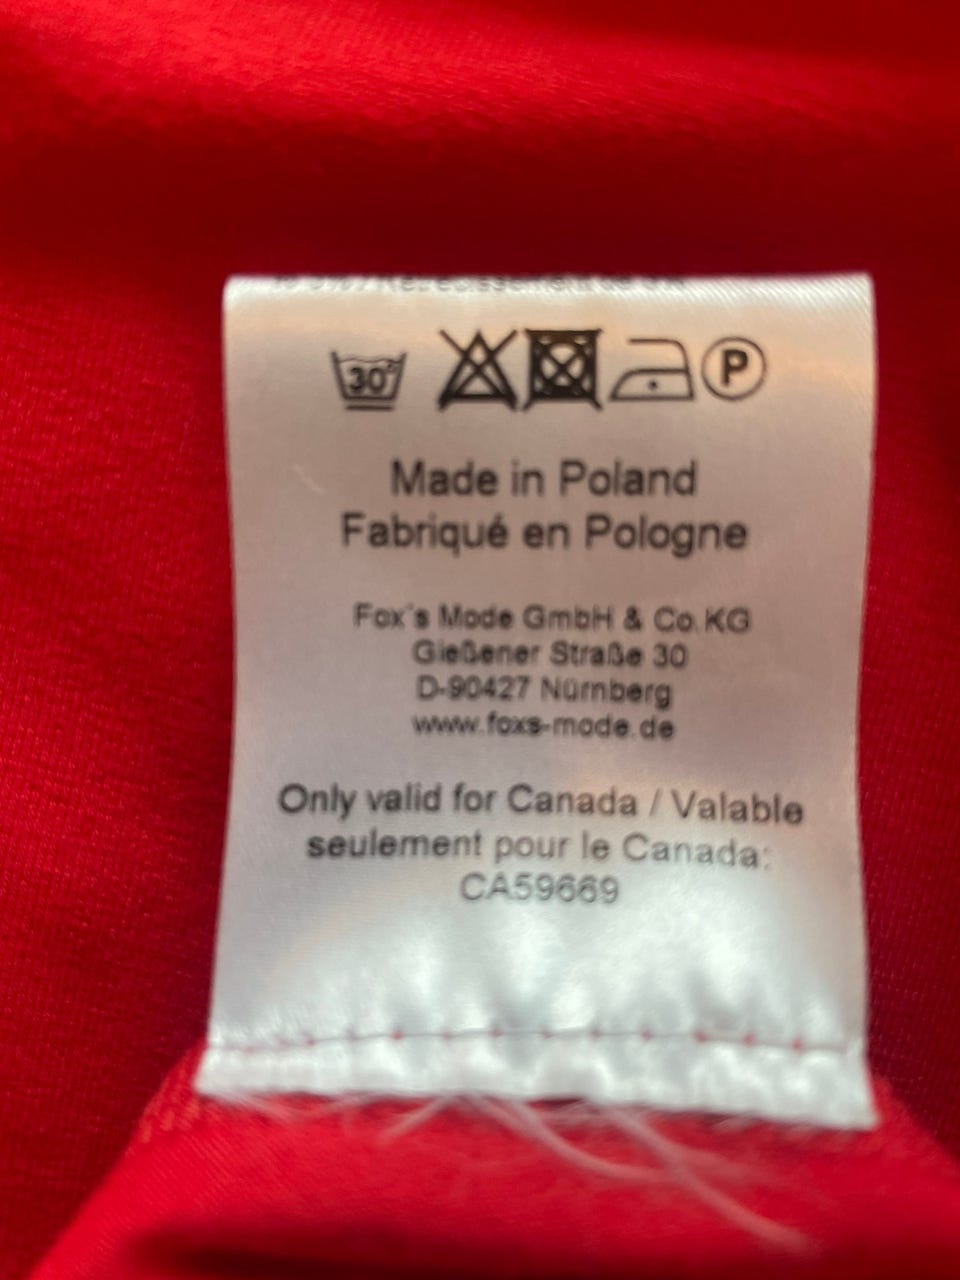 30°
P
Made in Poland
Fabriqué en Pologne
Fox's Mode GmbH & Co.KG
Gießener Straße 30
D-90427 Nürnberg
www.foxs-mode.de
Only valid for Canada / Valable
seulement pour le Canada:
CA59669